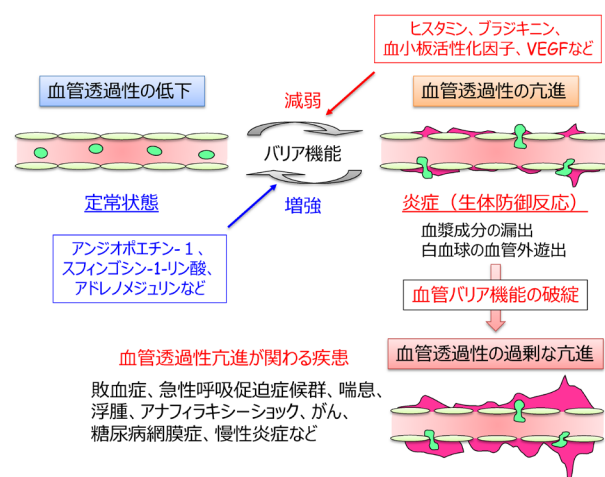 ヒスタミン、ブラジキニン、
血小板活性化因子、VEGFなど
血管透過性の低下
減弱
血管透過性の亢進
バリア機能
定常状態
増強
炎症（生体防御反応）
血漿成分の漏出
白血球の血管外遊出
アンジオポエチン-１、
スフィンゴシン-1-リン酸、
アドレノメジュリンなど
血管バリア機能の破綻
血管透過性亢進が関わる疾患
血管透過性の過剰な亢進
敗血症、急性呼吸促迫症候群、喘息、
浮腫、アナフィラキシーショック、がん、
糖尿病網膜症、慢性炎症など